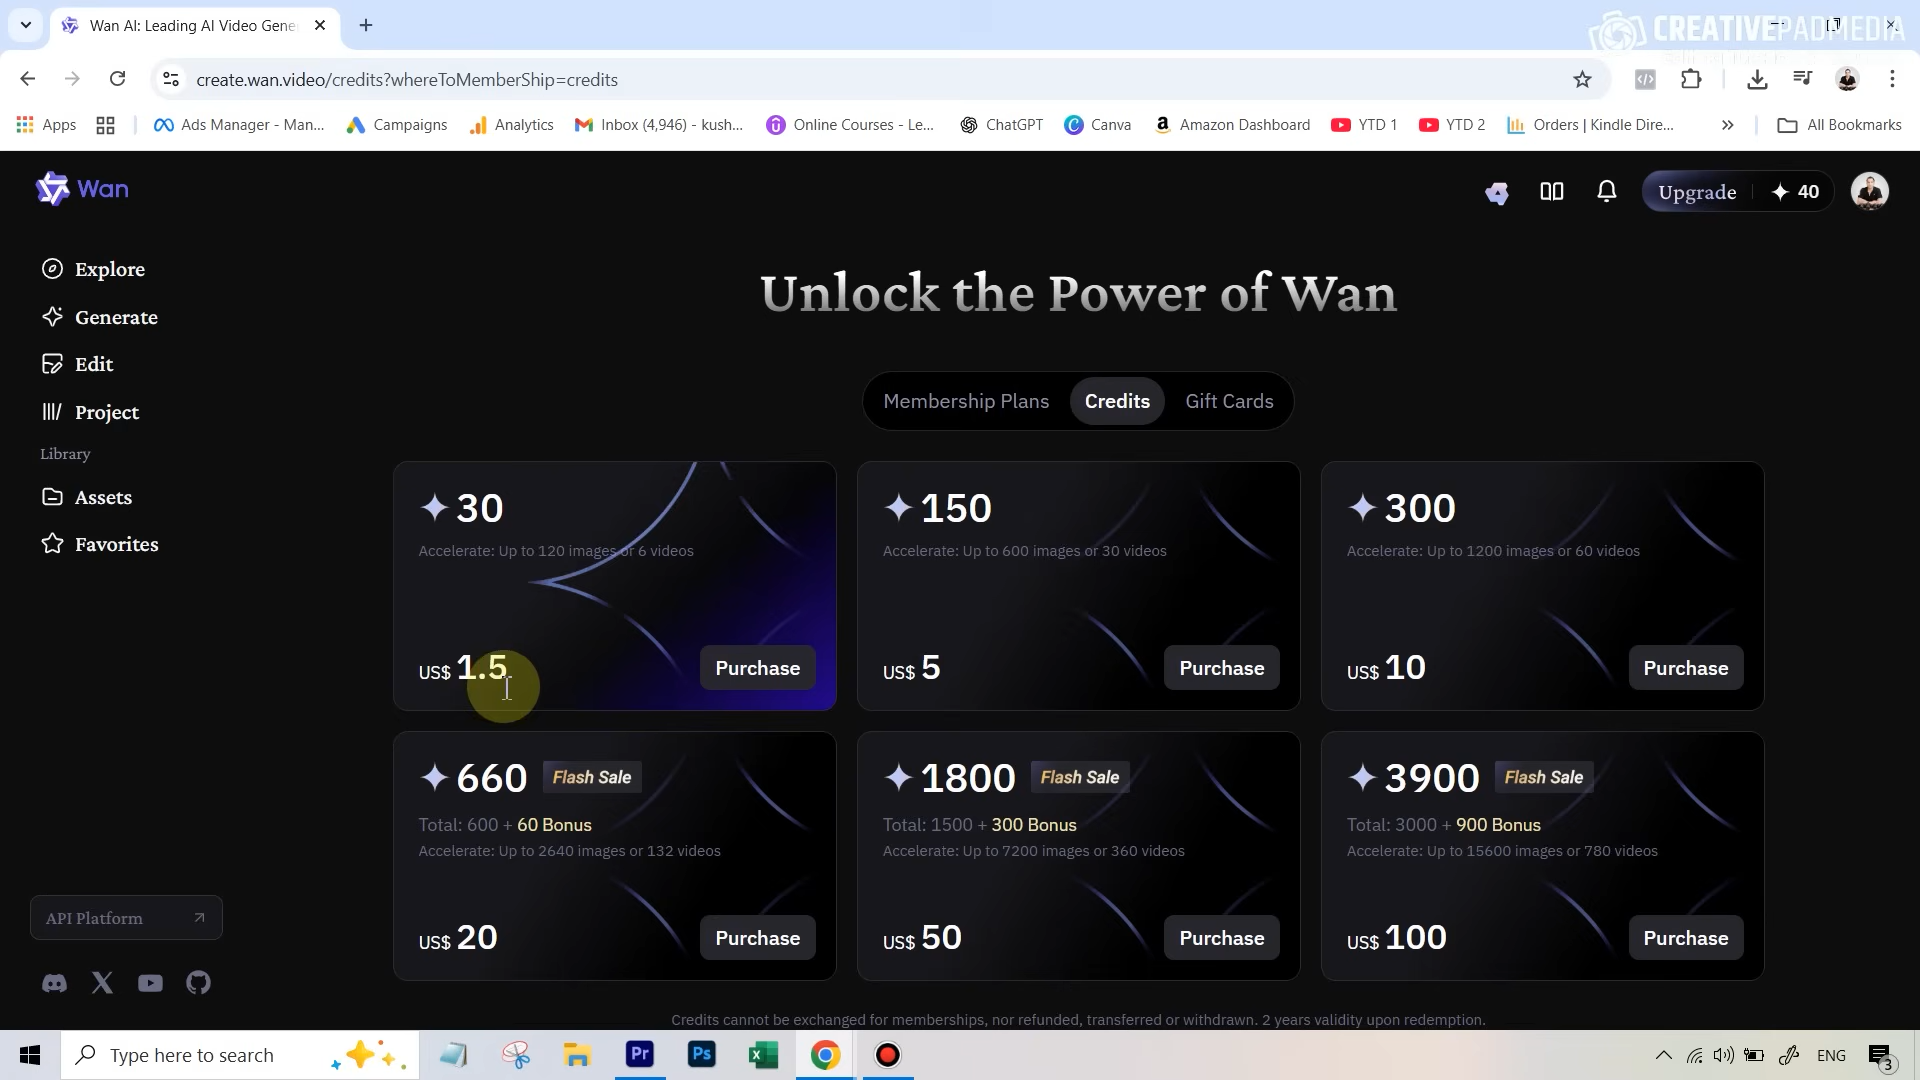 Wan AI: Leading AI Video Gene
CREATIVEPADMEDIA
create.wan.video/credits?whereToMemberShip=credits
Apps
Ads Manager - Man...
Campaigns
Analytics
Inbox (4,946) - kush...
Online Courses - Le...
ChatGPT
Canva
Amazon Dashboard
YTD 1
YTD 2
Orders | Kindle Dire...
All Bookmarks
Wan
Upgrade
40
Explore
Generate
Edit
Project
Library
Assets
Favorites
API Platform
Unlock the Power of Wan
Membership Plans
Credits
Gift Cards
30
Accelerate: Up to 120 images or 6 videos
US$ 1.5
Purchase
150
Accelerate: Up to 600 images or 30 videos
US$ 5
Purchase
300
Accelerate: Up to 1200 images or 60 videos
US$ 10
Purchase
660 Flash Sale
Total: 600 + 60 Bonus
Accelerate: Up to 2640 images or 132 videos
US$ 20
Purchase
1800 Flash Sale
Total: 1500 + 300 Bonus
Accelerate: Up to 7200 images or 360 videos
US$ 50
Purchase
3900 Flash Sale
Total: 3000 + 900 Bonus
Accelerate: Up to 15600 images or 780 videos
US$ 100
Purchase
Credits cannot be exchanged for memberships, nor refunded, transferred or withdrawn. 2 years validity upon redemption.
Type here to search
Pr
Ps
ENG
3